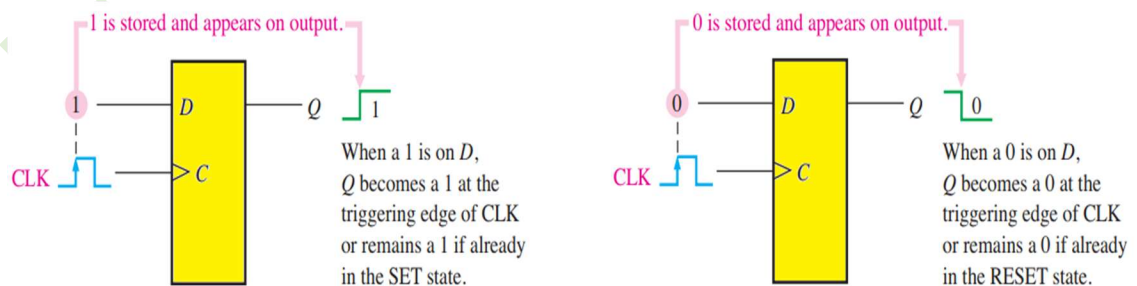 1 is stored and appears on output.
1
D
Q
1
CLK
C
When a 1 is on D,
Q becomes a 1 at the
triggering edge of CLK
or remains a 1 if already
in the SET state.
0 is stored and appears on output.
0
D
Q
0
CLK
C
When a 0 is on D,
Q becomes a 0 at the
triggering edge of CLK
or remains a 0 if already
in the RESET state.